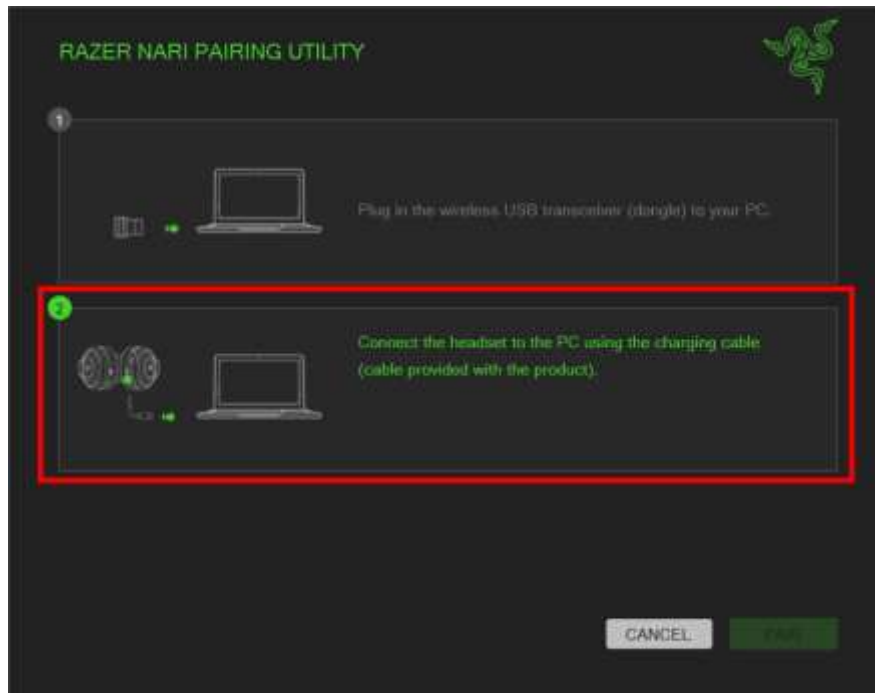 RAZER NARI PAIRING UTILITY
1
Plug in the wireless USB transceiver (dongle) to your PC.
2
Connect the headset to the PC using the charging cable
(cable provided with the product).
CANCEL
PAIR